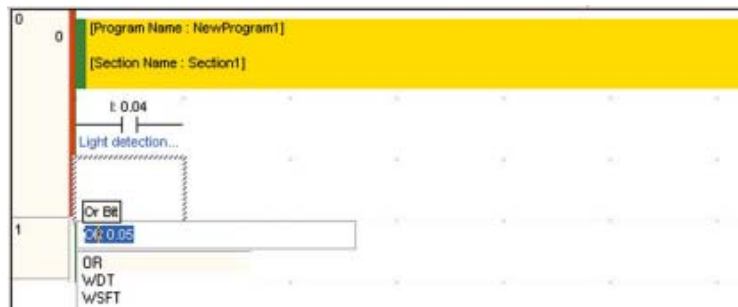 0
0
[Program Name : NewProgram1]
[Section Name : Section1]
I: 0.04
Light detection...
Or Bit
1
OR 0.05
OR
WDT
WSFT